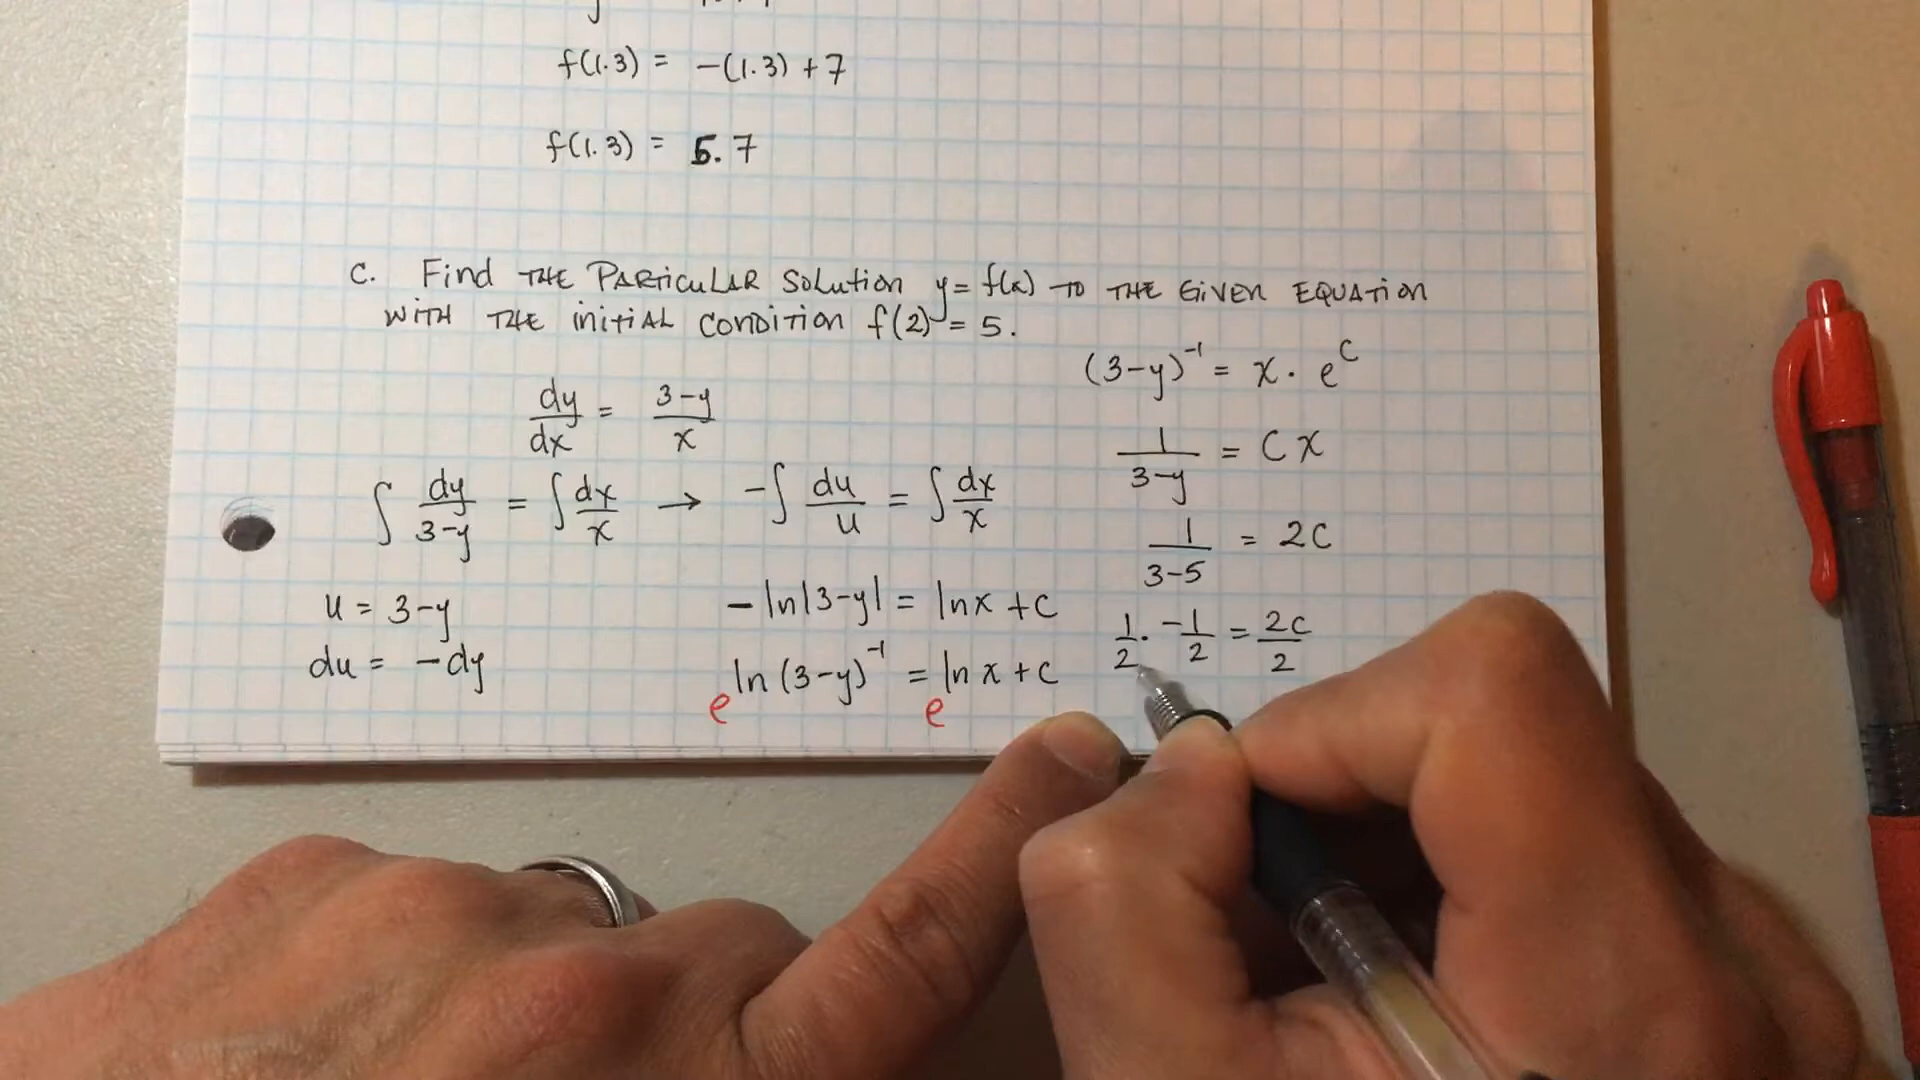 f(1.3) = -(1.3) + 7
f(1.3) = 5.7
c. Find THE PARTiCULAR SOLUTiON y = f(x) TO THE GiVEN EQUATiON
WiTH THE iNiTiAL CONDiTiON f(2) = 5.
dy/dx = (3-y)/x
∫ dy/(3-y) = ∫ dx/x → -∫ du/u = ∫ dx/x
u = 3-y
du = -dy
-ln|3-y| = lnx + c
e^(ln (3-y)^-1) = e^(ln x + c)
(3-y)^-1 = x · e^c
1/(3-y) = Cx
1/(3-5) = 2C
1/2 · -1/2 = 2C/2